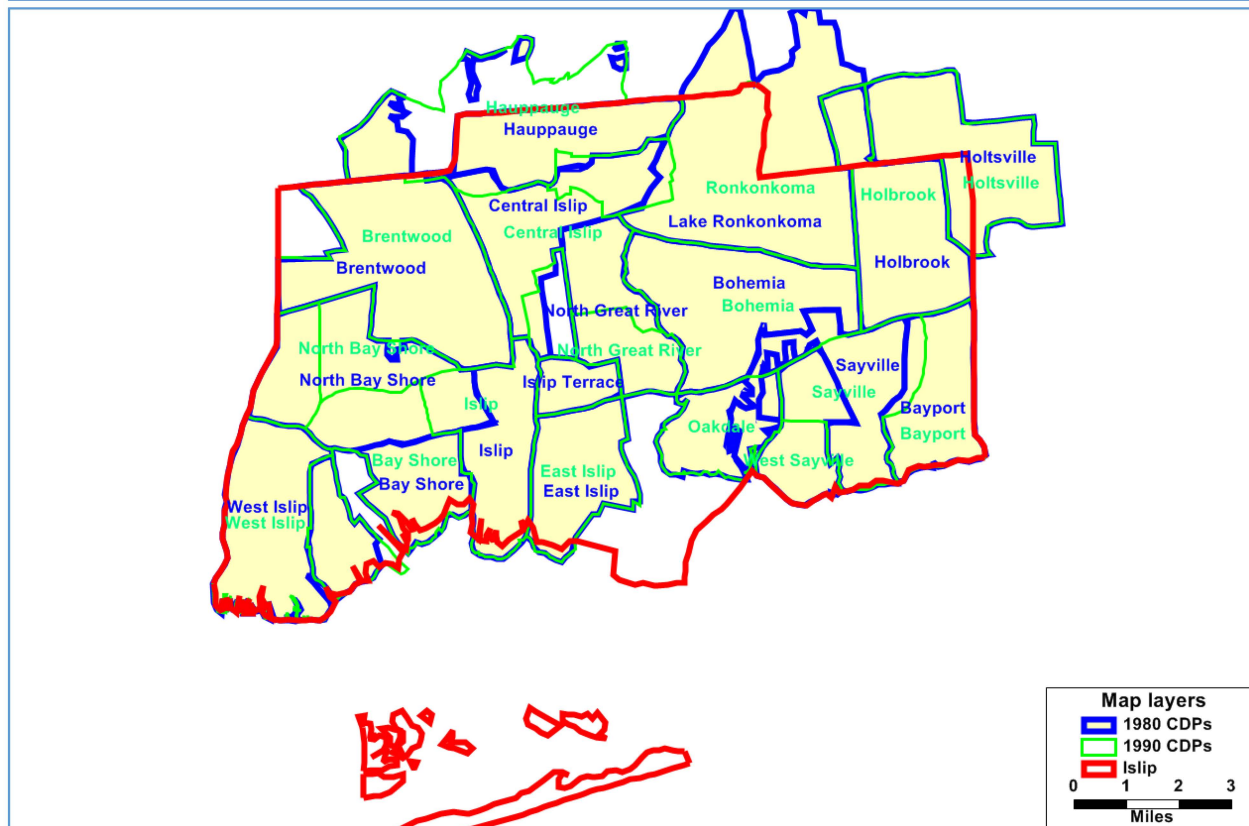 Hauppauge
Hauppauge
Holtsville
Holtsville
Ronkonkoma
Holbrook
Central Islip
Lake Ronkonkoma
Central Islip
Brentwood
Brentwood
Holbrook
Bohemia
Bohemia
North Great River
North Great River
North Bay Shore
North Bay Shore
Islip Terrace
Sayville
Sayville
Islip
Bayport
Bayport
Oakdale
Islip
Bay Shore
Bay Shore
West Sayville
East Islip
East Islip
West Islip
West Islip
Map layers
1980 CDPs
1990 CDPs
Islip
0 1 2 3
Miles